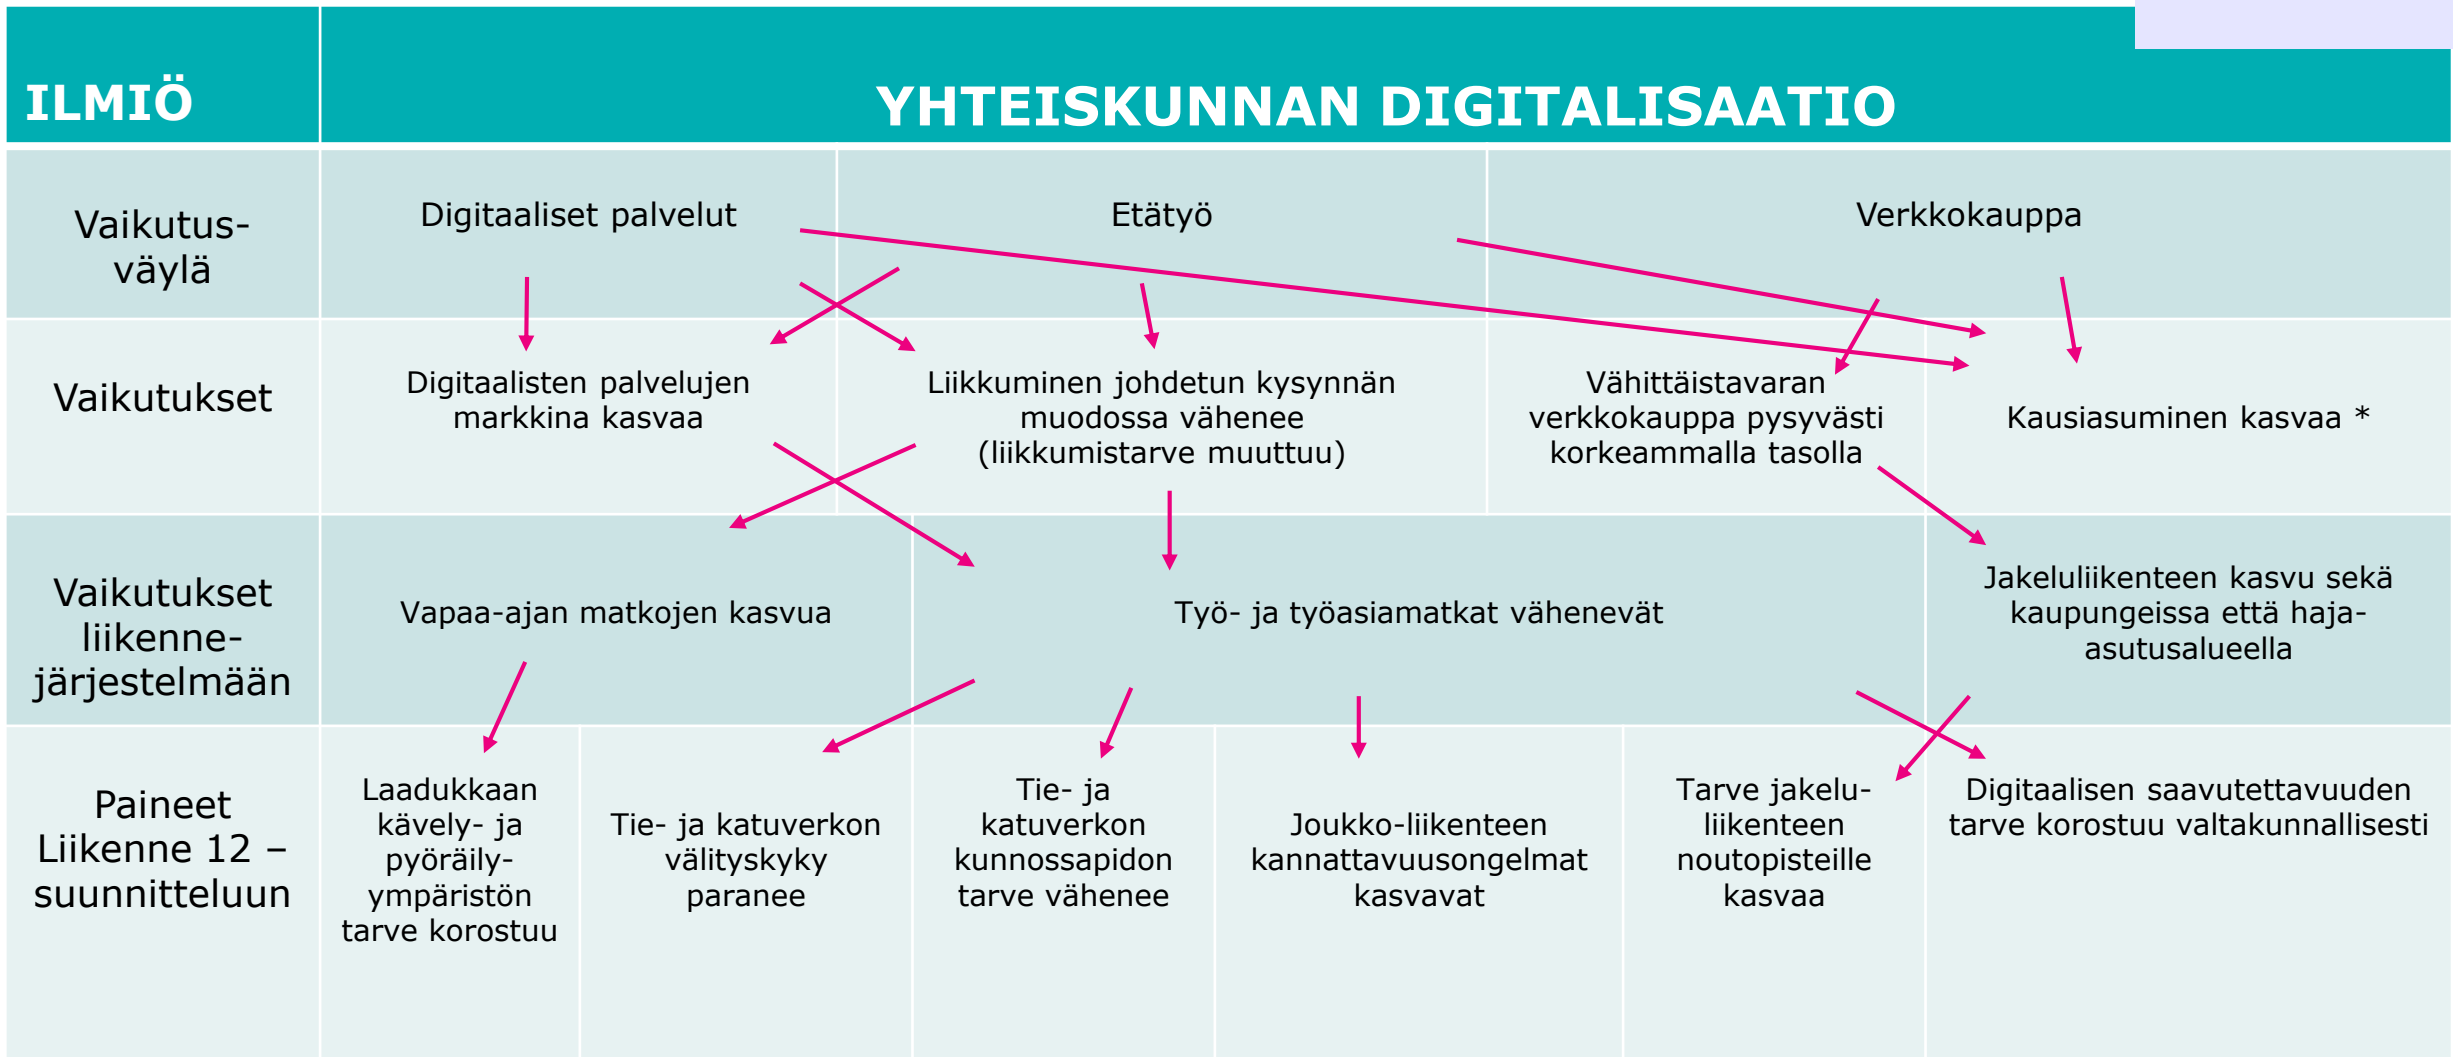 ILMIÖ
YHTEISKUNNAN DIGITALISAATIO
Vaikutus-
väylä
Digitaaliset palvelut
Etätyö
Verkkokauppa
Vaikutukset
Digitaalisten palvelujen
markkina kasvaa
Liikkuminen johdetun kysynnän
muodossa vähenee
(liikkumistarve muuttuu)
Vähittäistavaran
verkkokauppa pysyvästi
korkeammalla tasolla
Kausiasuminen kasvaa *
Vaikutukset
liikenne-
järjestelmään
Vapaa-ajan matkojen kasvua
Työ- ja työasiamatkat vähenevät
Jakeluliikenteen kasvu sekä
kaupungeissa että haja-
asutusalueella
Paineet
Liikenne 12 –
suunnitteluun
Laadukkaan
kävely- ja
pyöräily-
ympäristön
tarve korostuu
Tie- ja katuverkon
välityskyky
paranee
Tie- ja
katuverkon
kunnossapidon
tarve vähenee
Joukko-liikenteen
kannattavuusongelmat
kasvavat
Tarve jakelu-
liikenteen
noutopisteille
kasvaa
Digitaalisen saavutettavuuden
tarve korostuu valtakunnallisesti